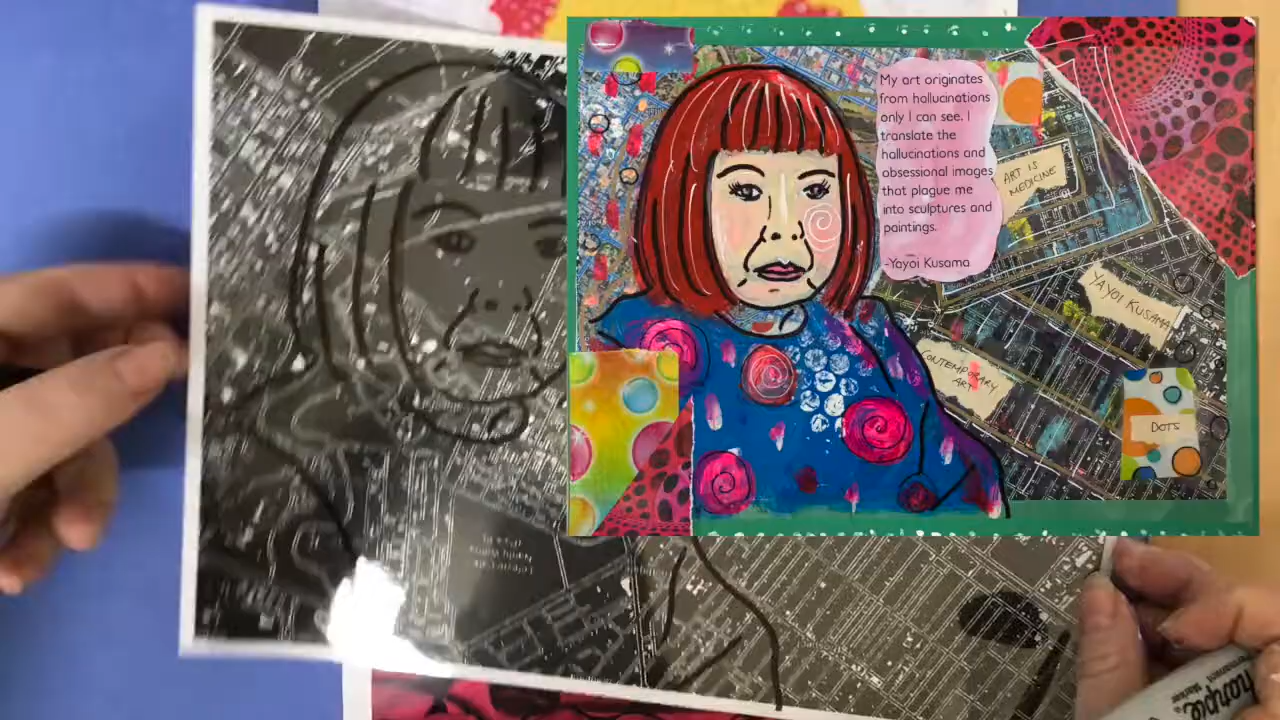 My art originates
from hallucinations
only I can see. I
translate the
hallucinations and
obsessional images
that plague me
into sculptures and
paintings.
-Yayoi Kusama
ART IS
MEDICINE
YAYOI KUSAMA
CONTEMPORARY
ART
DOTS